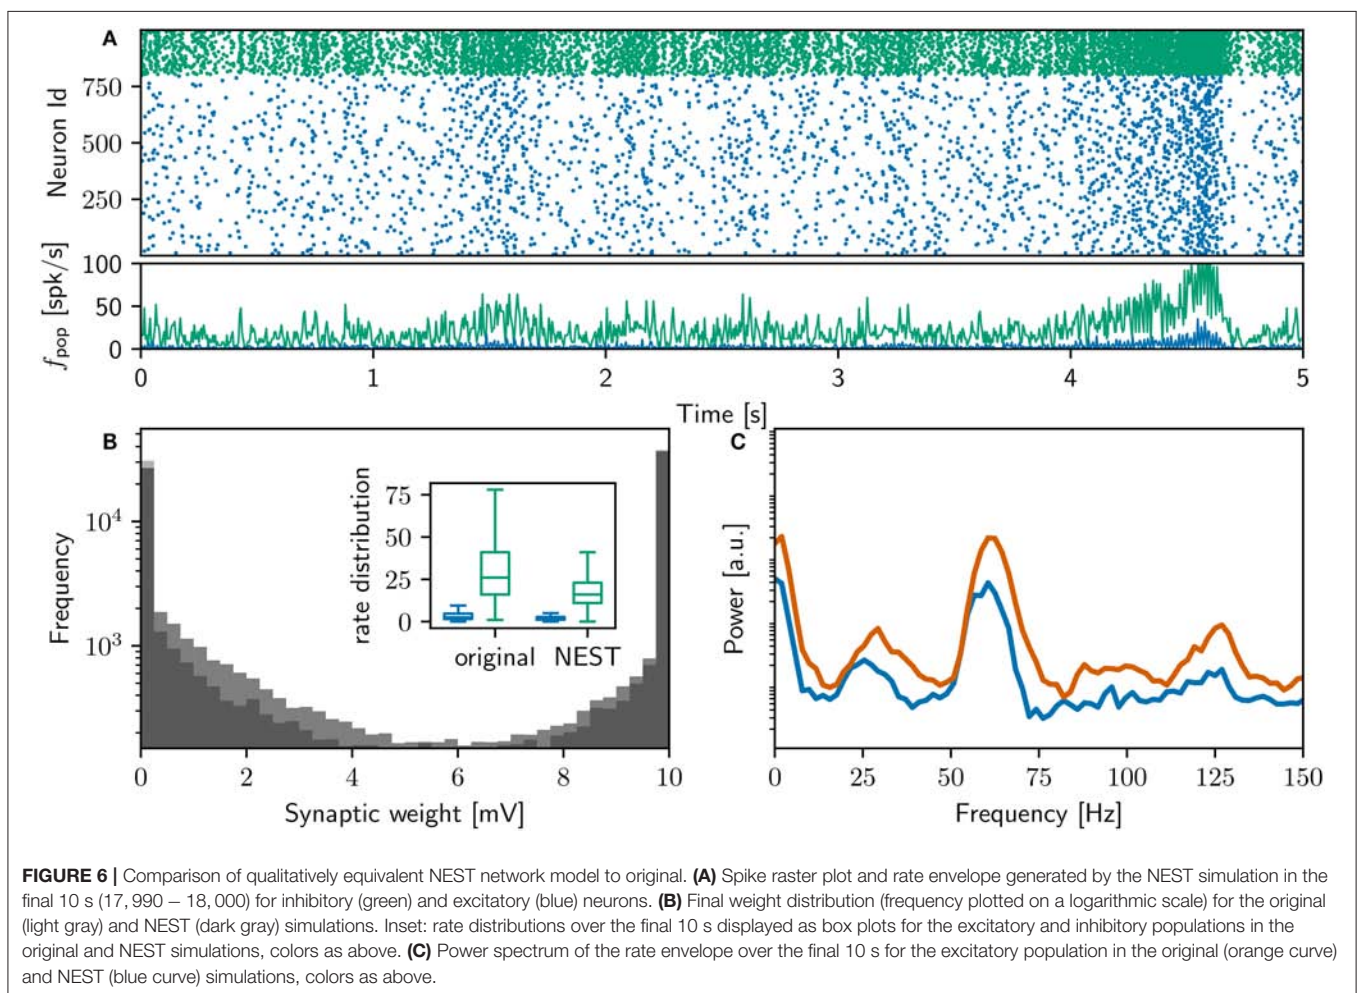 A
750
500
250
Neuron Id
100
50
0
f_pop [spk/s]
0 1 2 3 4 5
Time [s]
B
10^4
10^3
Frequency
75
50
25
0
rate distribution
original NEST
0 2 4 6 8 10
Synaptic weight [mV]
C
Power [a.u.]
0 25 50 75 100 125 150
Frequency [Hz]
FIGURE 6 | Comparison of qualitatively equivalent NEST network model to original. (A) Spike raster plot and rate envelope generated by the NEST simulation in the
final 10 s (17, 990 − 18, 000) for inhibitory (green) and excitatory (blue) neurons. (B) Final weight distribution (frequency plotted on a logarithmic scale) for the original
(light gray) and NEST (dark gray) simulations. Inset: rate distributions over the final 10 s displayed as box plots for the excitatory and inhibitory populations in the
original and NEST simulations, colors as above. (C) Power spectrum of the rate envelope over the final 10 s for the excitatory population in the original (orange curve)
and NEST (blue curve) simulations, colors as above.